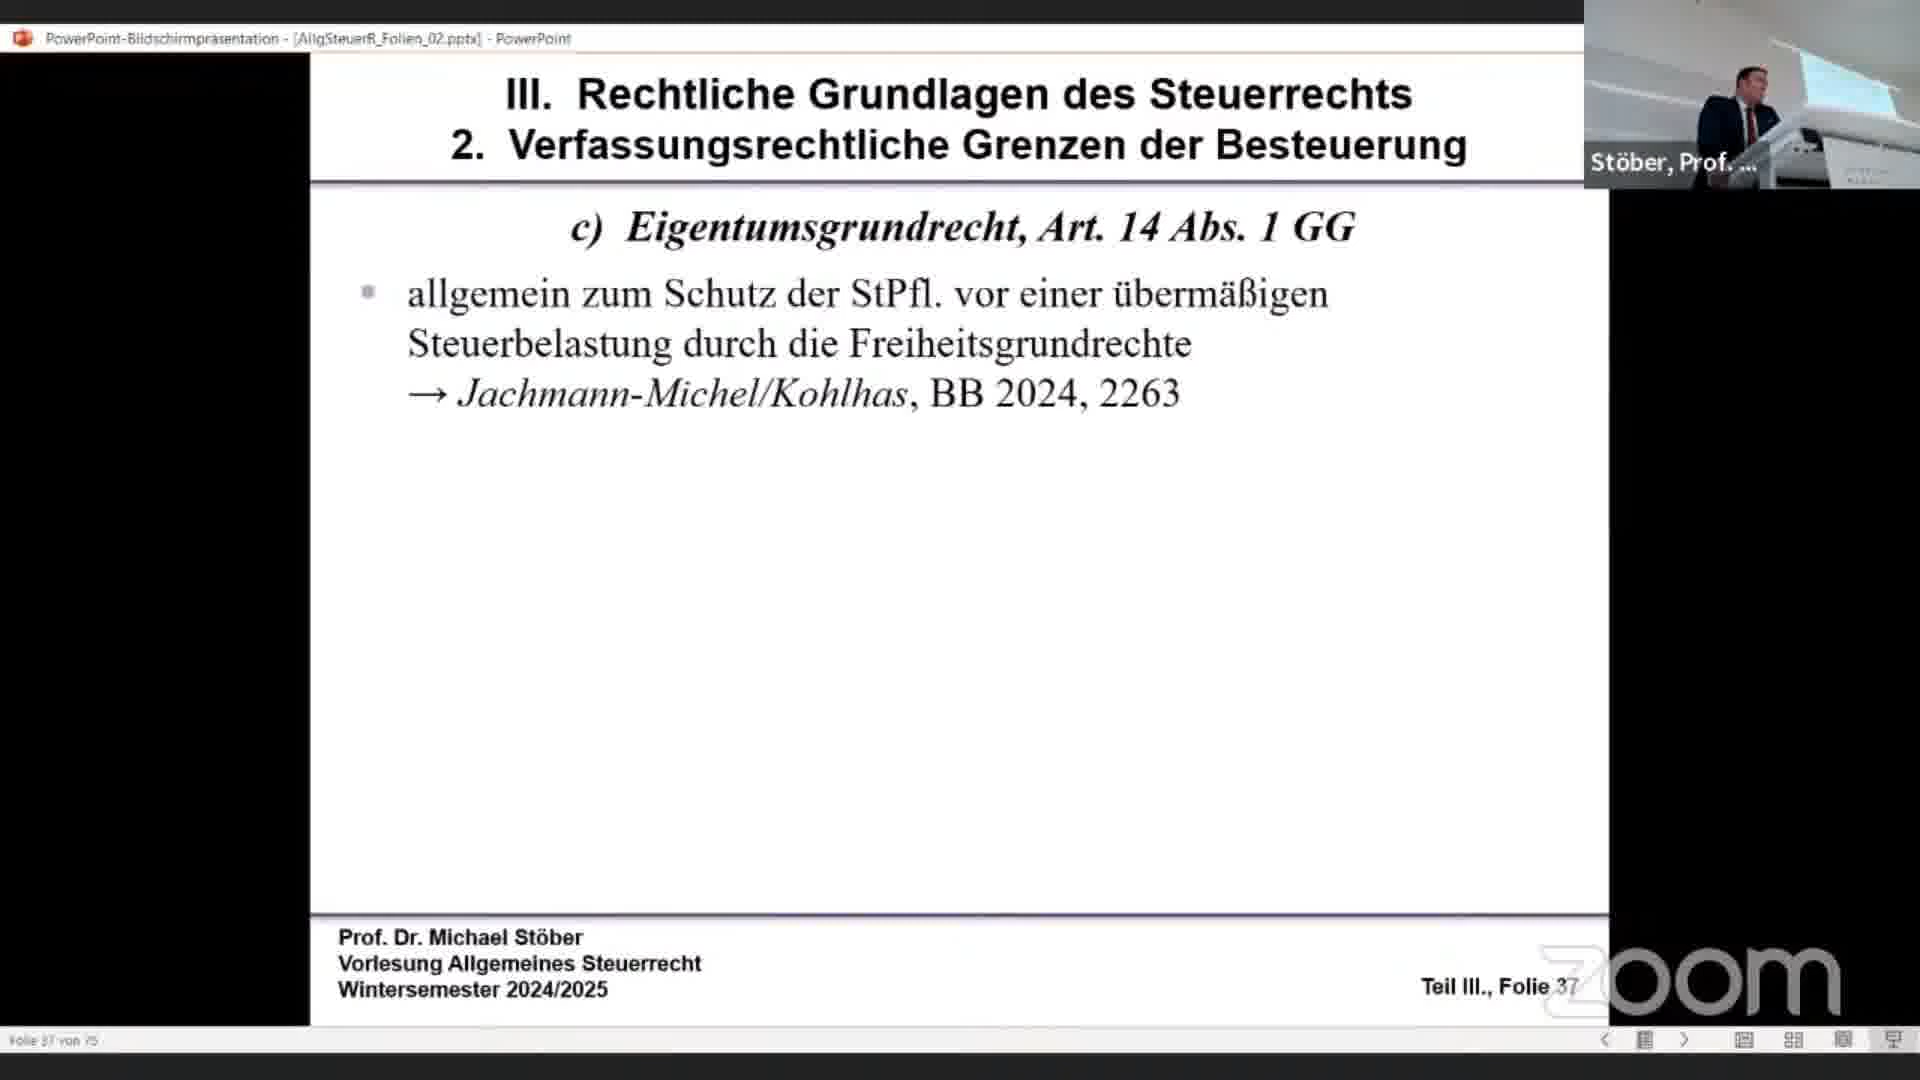 PowerPoint-Bildschirmpräsentation - [AllgSteuerR_Folien_02.pptx] - PowerPoint
III. Rechtliche Grundlagen des Steuerrechts
2. Verfassungsrechtliche Grenzen der Besteuerung
Stöber, Prof. ...
c) Eigentumsgrundrecht, Art. 14 Abs. 1 GG
allgemein zum Schutz der StPfl. vor einer übermäßigen
Steuerbelastung durch die Freiheitsgrundrechte
→ Jachmann-Michel/Kohlhas, BB 2024, 2263
Prof. Dr. Michael Stöber
Vorlesung Allgemeines Steuerrecht
Wintersemester 2024/2025
Teil III., Folie 37
zoom
Folie 37 von 75